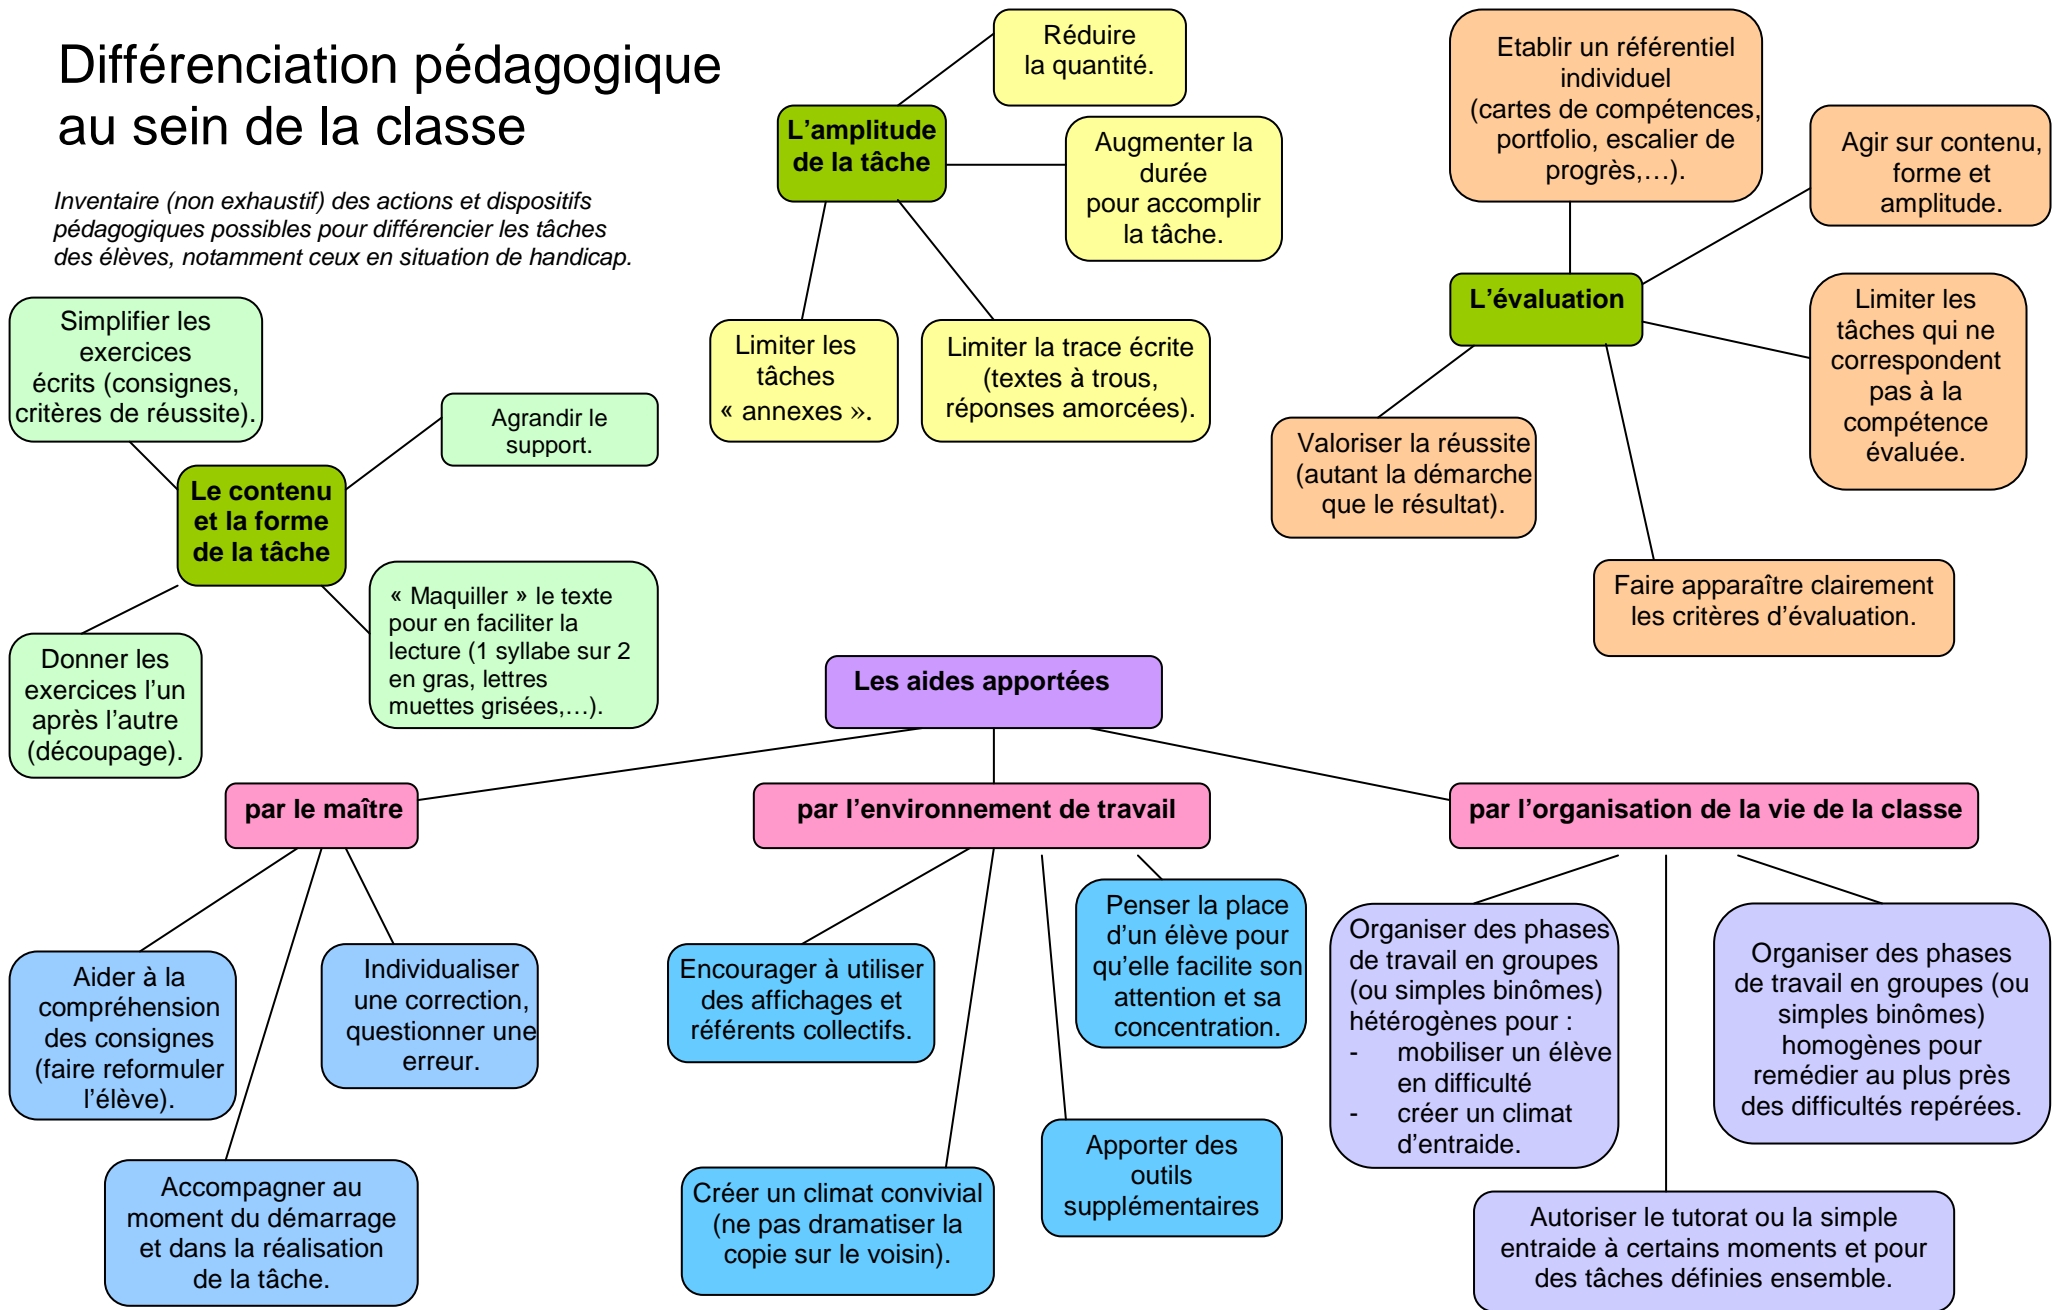 Différenciation pédagogique
au sein de la classe
Inventaire (non exhaustif) des actions et dispositifs
pédagogiques possibles pour différencier les tâches
des élèves, notamment ceux en situation de handicap.
L’amplitude
de la tâche
Réduire
la quantité.
Augmenter la
durée
pour accomplir
la tâche.
Limiter les
tâches
« annexes ».
Limiter la trace écrite
(textes à trous,
réponses amorcées).
L’évaluation
Etablir un référentiel
individuel
(cartes de compétences,
portfolio, escalier de
progrès,…).
Agir sur contenu,
forme et
amplitude.
Limiter les
tâches qui ne
correspondent
pas à la
compétence
évaluée.
Valoriser la réussite
(autant la démarche
que le résultat).
Faire apparaître clairement
les critères d’évaluation.
Le contenu
et la forme
de la tâche
Simplifier les
exercices
écrits (consignes,
critères de réussite).
Agrandir le
support.
« Maquiller » le texte
pour en faciliter la
lecture (1 syllabe sur 2
en gras, lettres
muettes grisées,…).
Donner les
exercices l’un
après l’autre
(découpage).
Les aides apportées
par le maître
Aider à la
compréhension
des consignes
(faire reformuler
l’élève).
Individualiser
une correction,
questionner une
erreur.
Accompagner au
moment du démarrage
et dans la réalisation
de la tâche.
par l’environnement de travail
Encourager à utiliser
des affichages et
référents collectifs.
Penser la place
d’un élève pour
qu’elle facilite son
attention et sa
concentration.
Créer un climat convivial
(ne pas dramatiser la
copie sur le voisin).
Apporter des
outils
supplémentaires
par l’organisation de la vie de la classe
Organiser des phases
de travail en groupes
(ou simples binômes)
hétérogènes pour :
- mobiliser un élève
en difficulté
- créer un climat
d’entraide.
Organiser des phases
de travail en groupes (ou
simples binômes)
homogènes pour
remédier au plus près
des difficultés repérées.
Autoriser le tutorat ou la simple
entraide à certains moments et pour
des tâches définies ensemble.